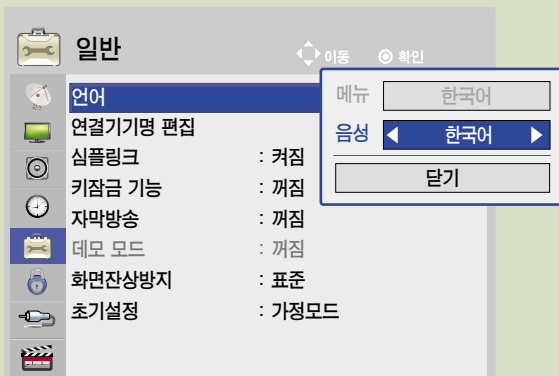 일반
이동 확인
언어
연결기기명 편집
심플링크 : 켜짐
키잠금 기능 : 꺼짐
자막방송 : 꺼짐
데모 모드 : 꺼짐
화면잔상방지 : 표준
초기설정 : 가정모드
메뉴 한국어
음성 한국어
닫기